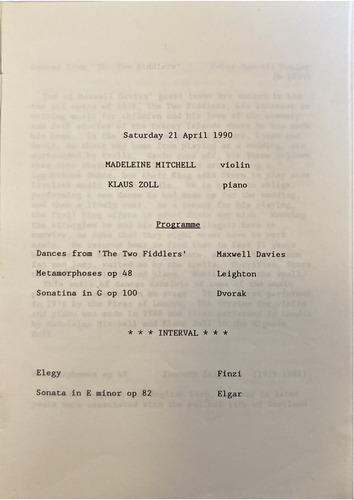 Saturday 21 April 1990
MADELEINE MITCHELL violin
KLAUS ZOLL piano
Programme
Dances from 'The Two Fiddlers' Maxwell Davies
Metamorphoses op 48 Leighton
Sonatina in G op 100 Dvorak
* * * INTERVAL * * *
Elegy Finzi
Sonata in E minor op 82 Elgar